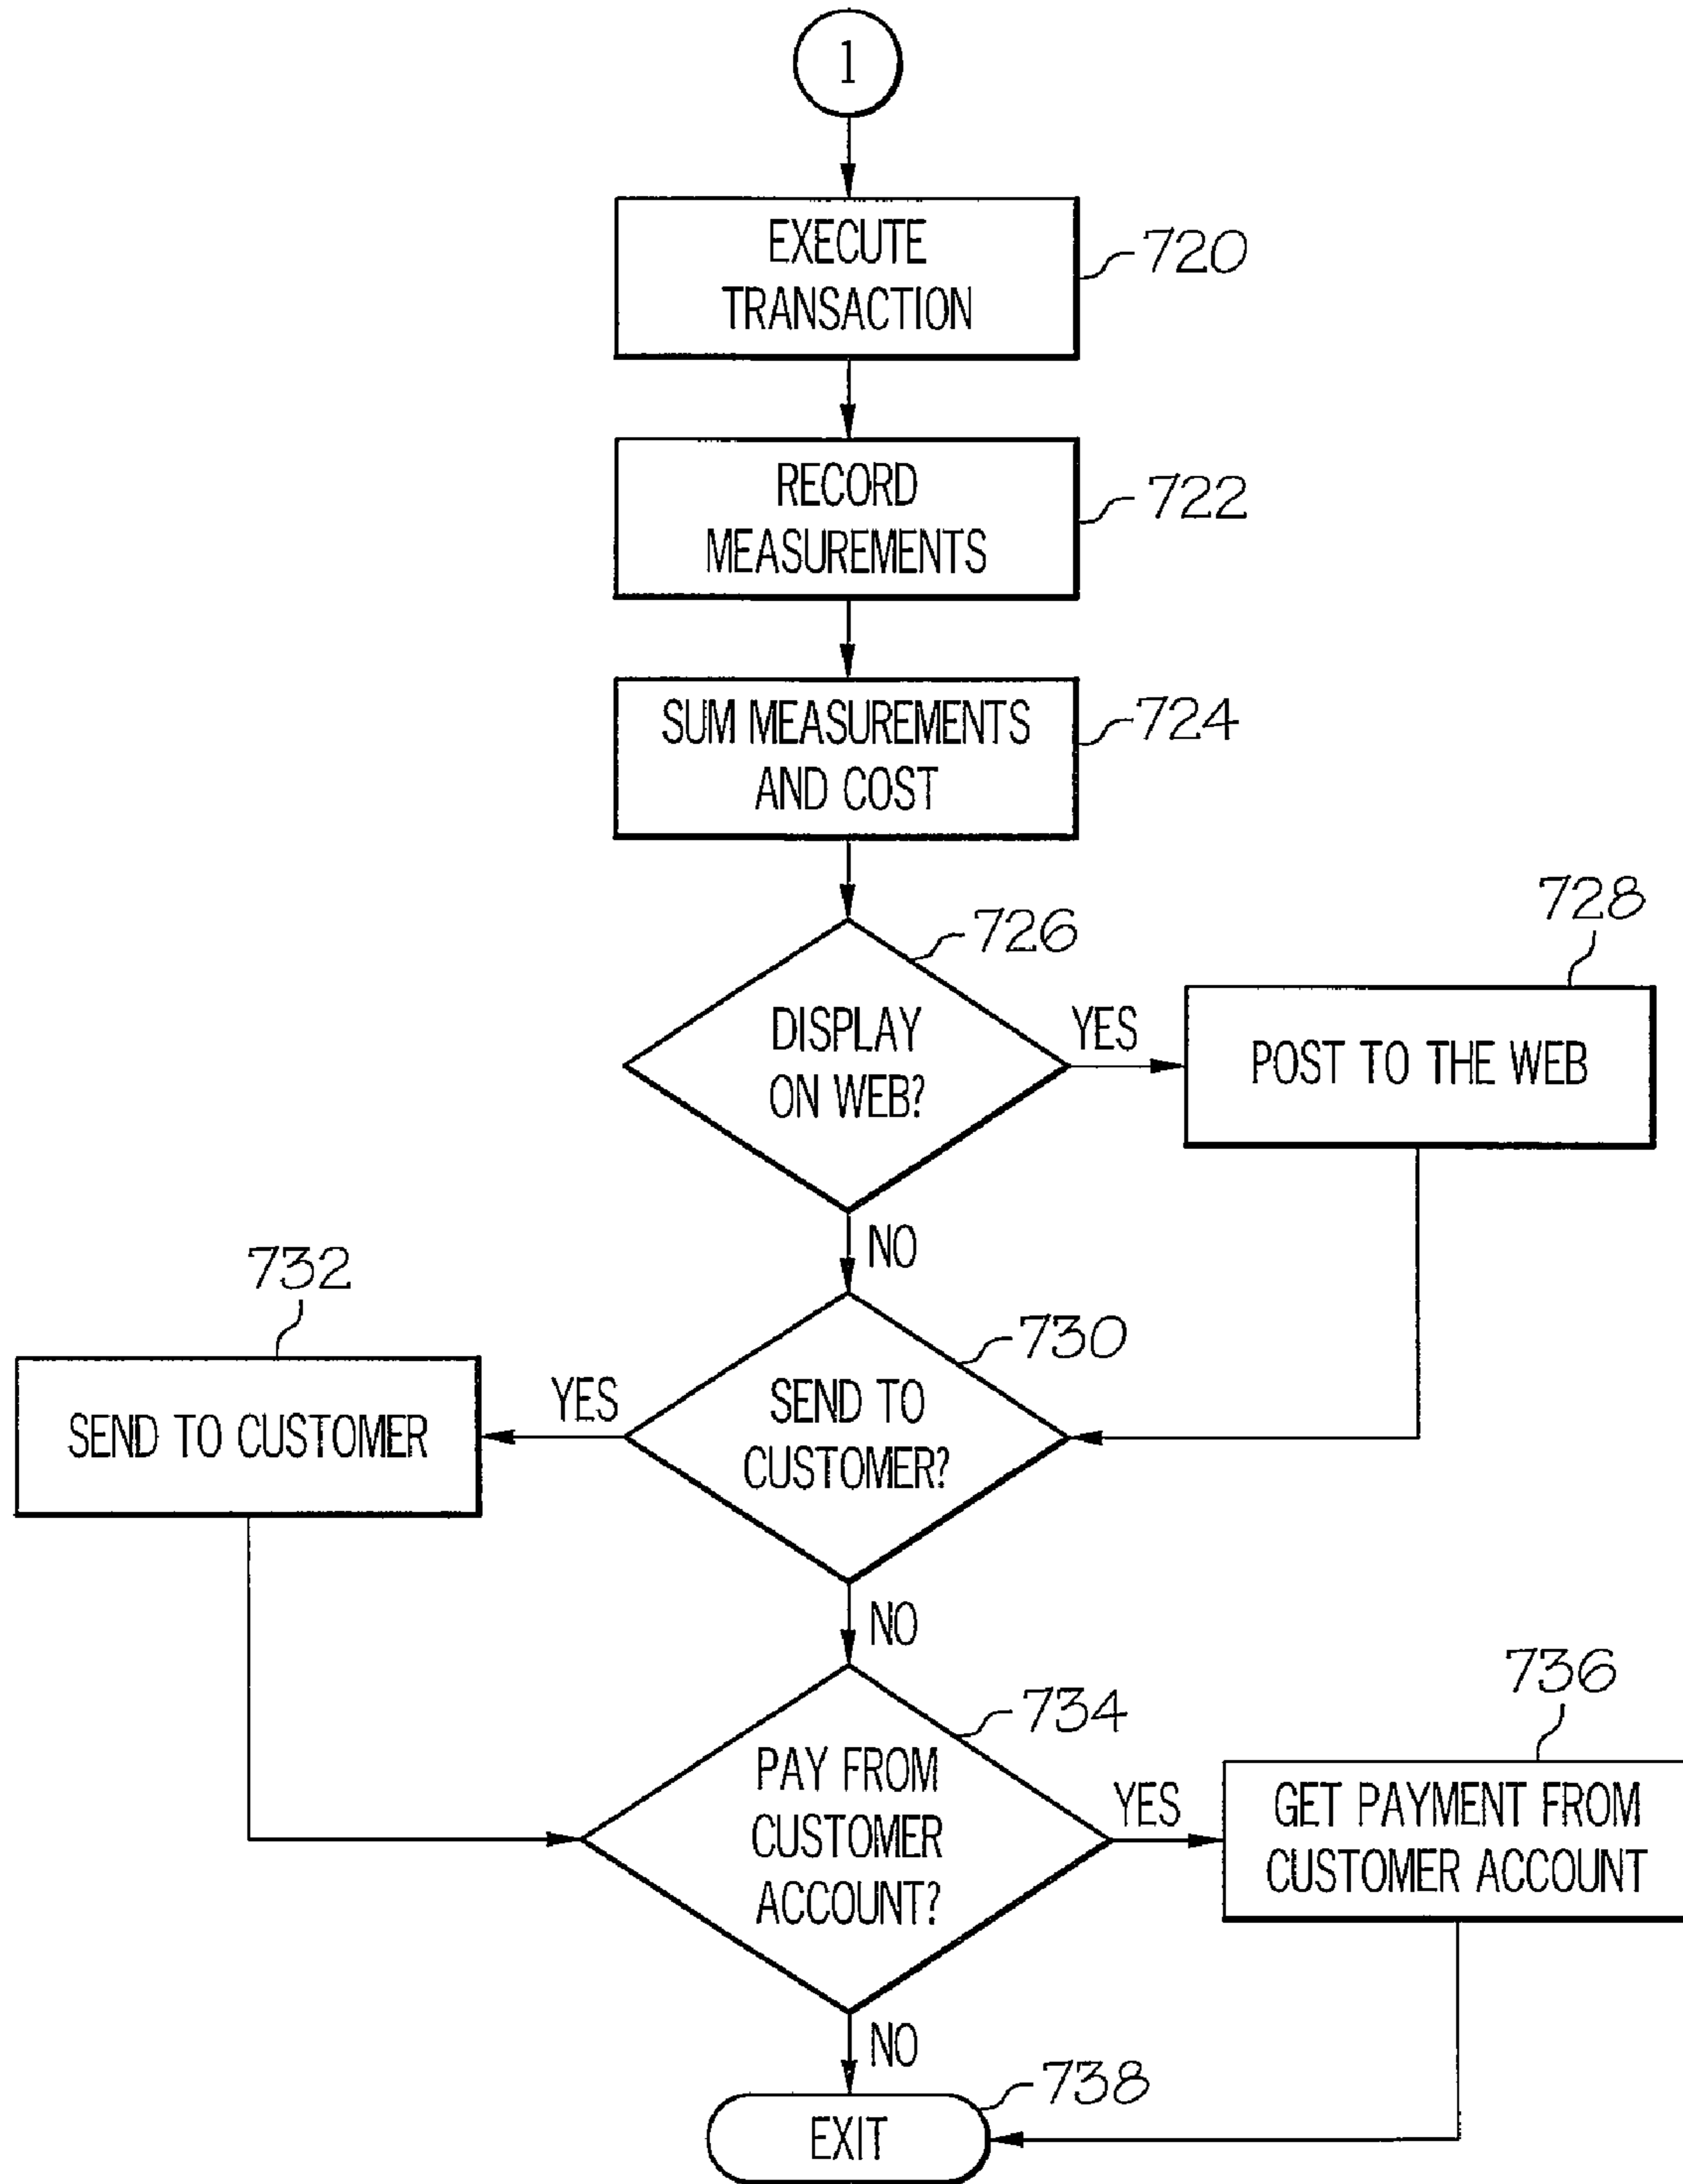 1
EXECUTE
TRANSACTION
720
RECORD
MEASUREMENTS
722
SUM MEASUREMENTS
AND COST
724
726
728
DISPLAY
ON WEB?
YES
POST TO THE WEB
NO
732
730
SEND TO CUSTOMER
YES
SEND TO
CUSTOMER?
NO
734
736
PAY FROM
CUSTOMER
ACCOUNT?
YES
GET PAYMENT FROM
CUSTOMER ACCOUNT
NO
738
EXIT